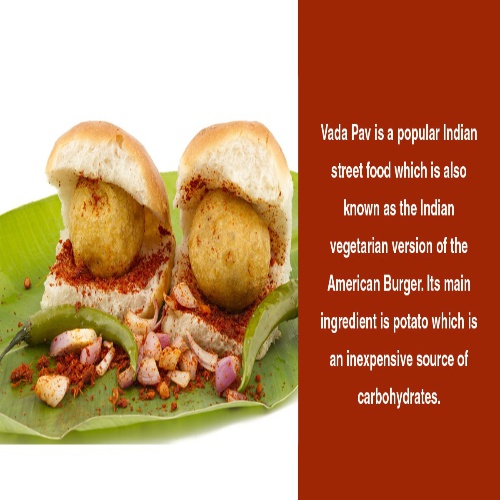 Vada Pav is a popular Indian
street food which is also
known as the Indian
vegetarian version of the
American Burger. Its main
ingredient is potato which is
an inexpensive source of
carbohydrates.